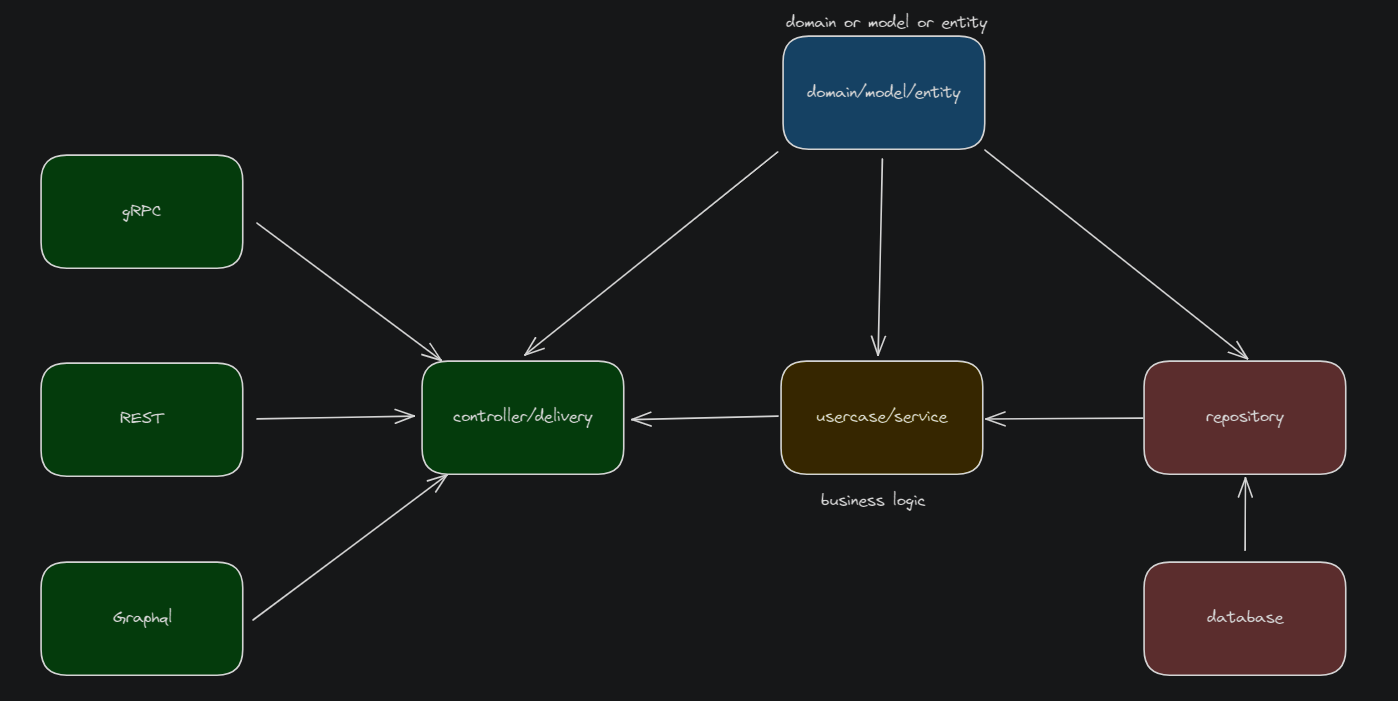 domain or model or entity
domain/model/entity
gRPC
REST
controller/delivery
usercase/service
repository
business logic
Graphql
database